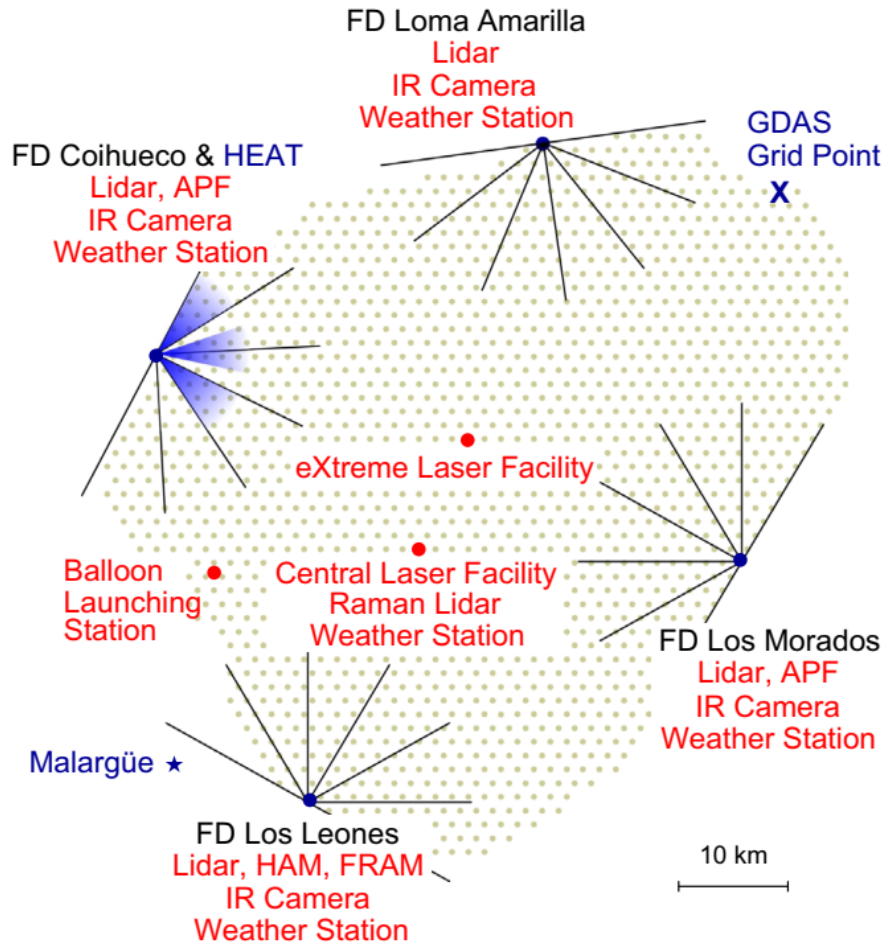 FD Loma Amarilla
Lidar
IR Camera
Weather Station
GDAS
Grid Point
X
FD Coihueco & HEAT
Lidar, APF
IR Camera
Weather Station
eXtreme Laser Facility
Balloon
Launching
Station
Central Laser Facility
Raman Lidar
Weather Station
FD Los Morados
Lidar, APF
IR Camera
Weather Station
Malargüe
FD Los Leones
Lidar, HAM, FRAM
IR Camera
Weather Station
10 km